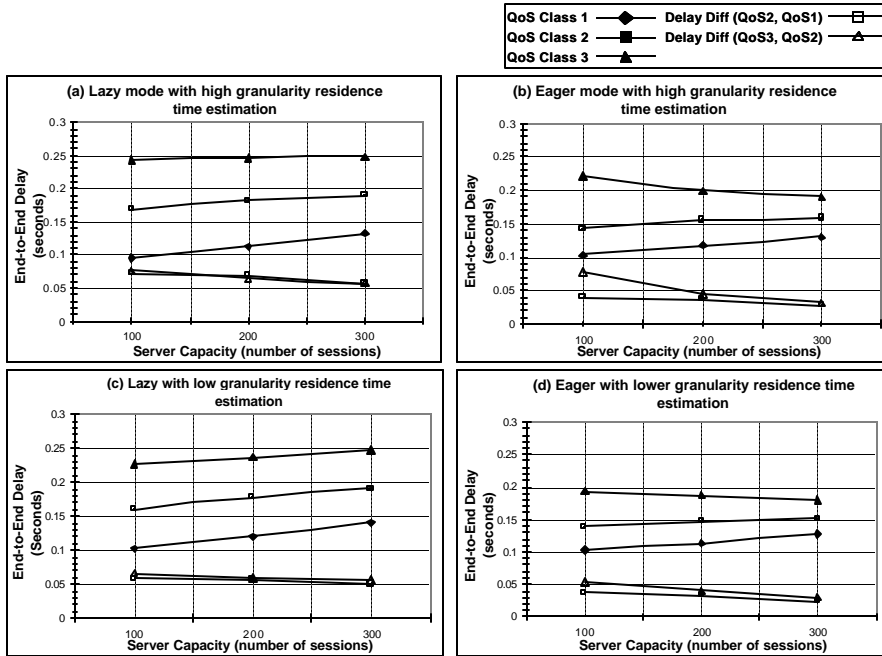 QoS Class 1 Delay Diff (QoS2, QoS1)
QoS Class 2 Delay Diff (QoS3, QoS2)
QoS Class 3
(a) Lazy mode with high granularity residence
time estimation
0.3
0.25
0.2
0.15
0.1
0.05
0
End-to-End Delay
(seconds)
100 200 300
Server Capacity (number of sessions)
(b) Eager mode with high granularity residence
time estimation
0.3
0.25
0.2
0.15
0.1
0.05
0
End-to-End Delay
(seconds)
100 200 300
Server Capacity (number of sessions)
(c) Lazy with low granularity residence time
estimation
0.3
0.25
0.2
0.15
0.1
0.05
0
End-to-End Delay
(Seconds)
100 200 300
Server Capacity (number of sessions)
(d) Eager with lower granularity residence time
estimation
0.3
0.25
0.2
0.15
0.1
0.05
0
End-to-End Delay
(seconds)
100 200 300
Server Capacity (number of sessions)